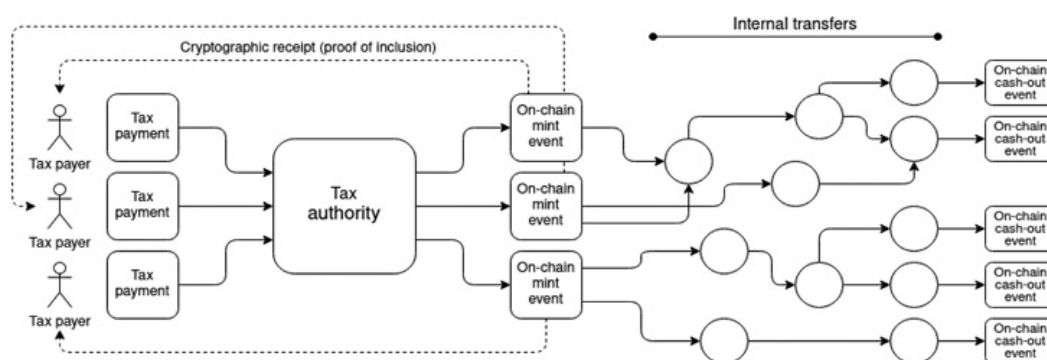 Internal transfers
Cryptographic receipt (proof of inclusion)
Tax payer
Tax payer
Tax payer
Tax
payment
Tax
payment
Tax
payment
Tax
authority
On-chain
mint
event
On-chain
mint
event
On-chain
mint
event
On-chain
cash-out
event
On-chain
cash-out
event
On-chain
cash-out
event
On-chain
cash-out
event
On-chain
cash-out
event